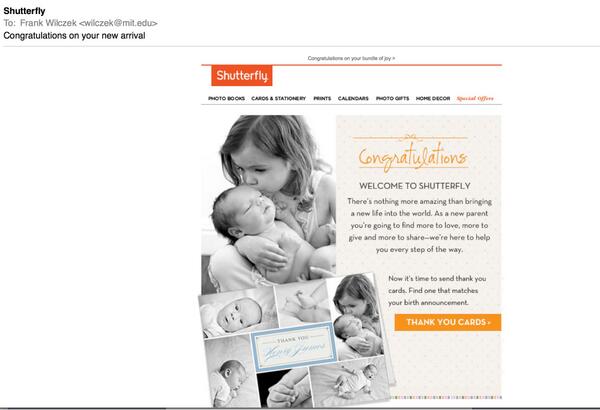 Shutterfly
To: Frank Wilczek <wilczek@mit.edu>
Congratulations on your new arrival
Congratulations on your bundle of joy >
Shutterfly.
PHOTO BOOKS CARDS & STATIONERY PRINTS CALENDARS PHOTO GIFTS HOME DECOR Special Offers
Congratulations
WELCOME TO SHUTTERFLY
There's nothing more amazing than bringing
a new life into the world. As a new parent
you're going to find more to love, more to
give and more to share—we're here to help
you every step of the way.
Now it's time to send thank you
cards. Find one that matches
your birth announcement.
THANK YOU CARDS >
THANK YOU
Henry James